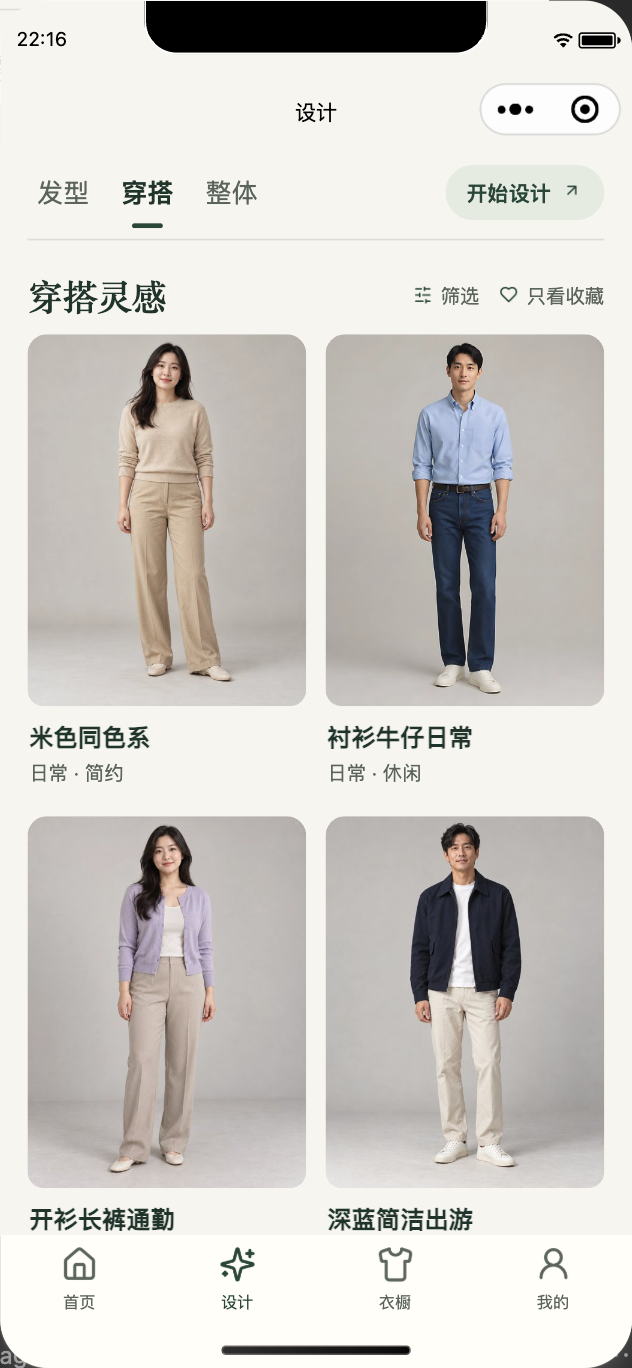 22:16
设计
发型 穿搭 整体 开始设计
穿搭灵感 筛选 只看收藏
米色同色系 衬衫牛仔日常
日常 · 简约 日常 · 休闲
开衫长裤通勤 深蓝简洁出游
首页 设计 衣橱 我的